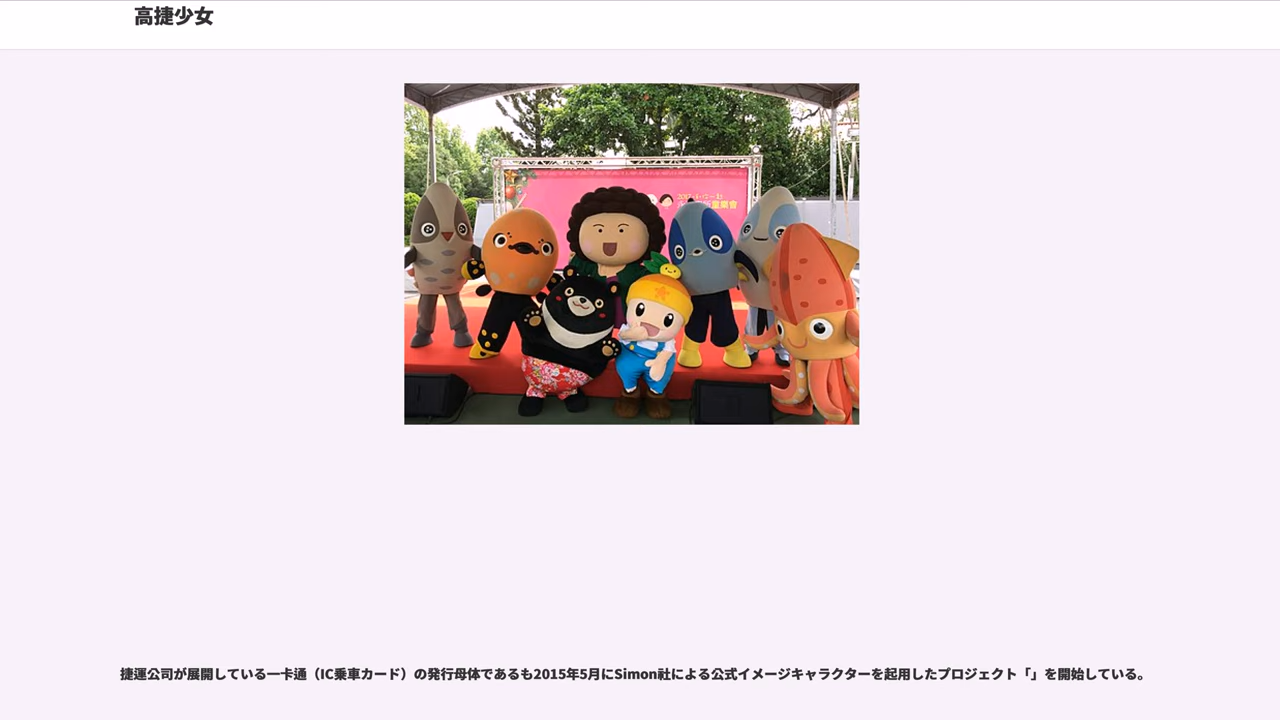 高捷少女
捷運公司が展開している一卡通（IC乗車カード）の発行母体であるも2015年5月にSimon社による公式イメージキャラクターを起用したプロジェクト「」を開始している。